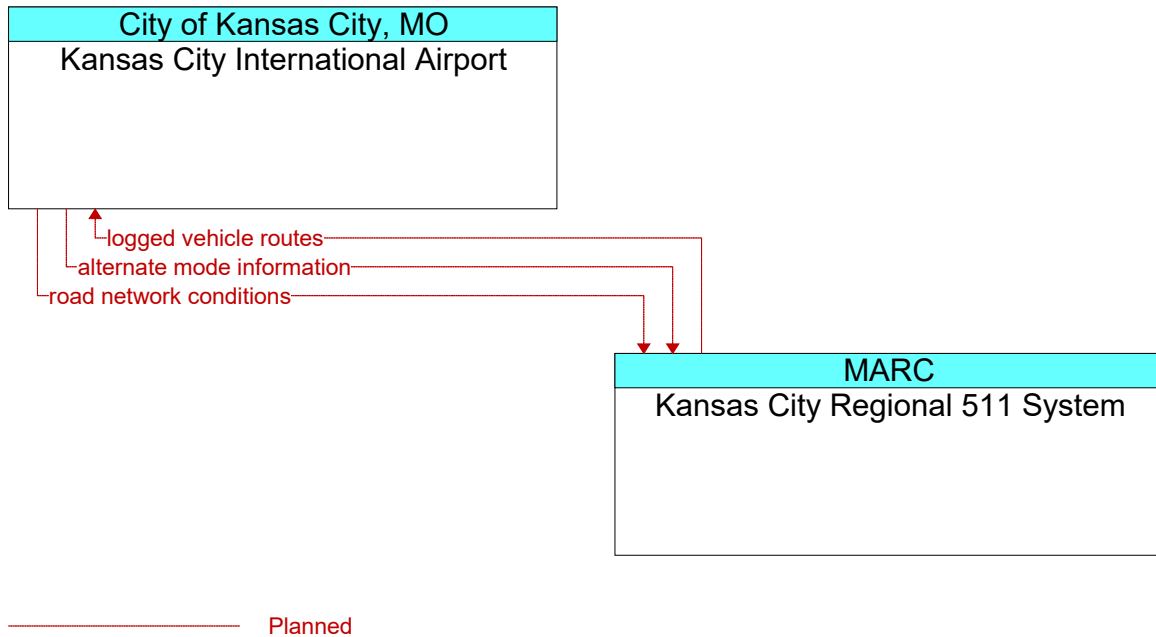 City of Kansas City, MO
Kansas City International Airport
logged vehicle routes
alternate mode information
road network conditions
MARC
Kansas City Regional 511 System
Planned